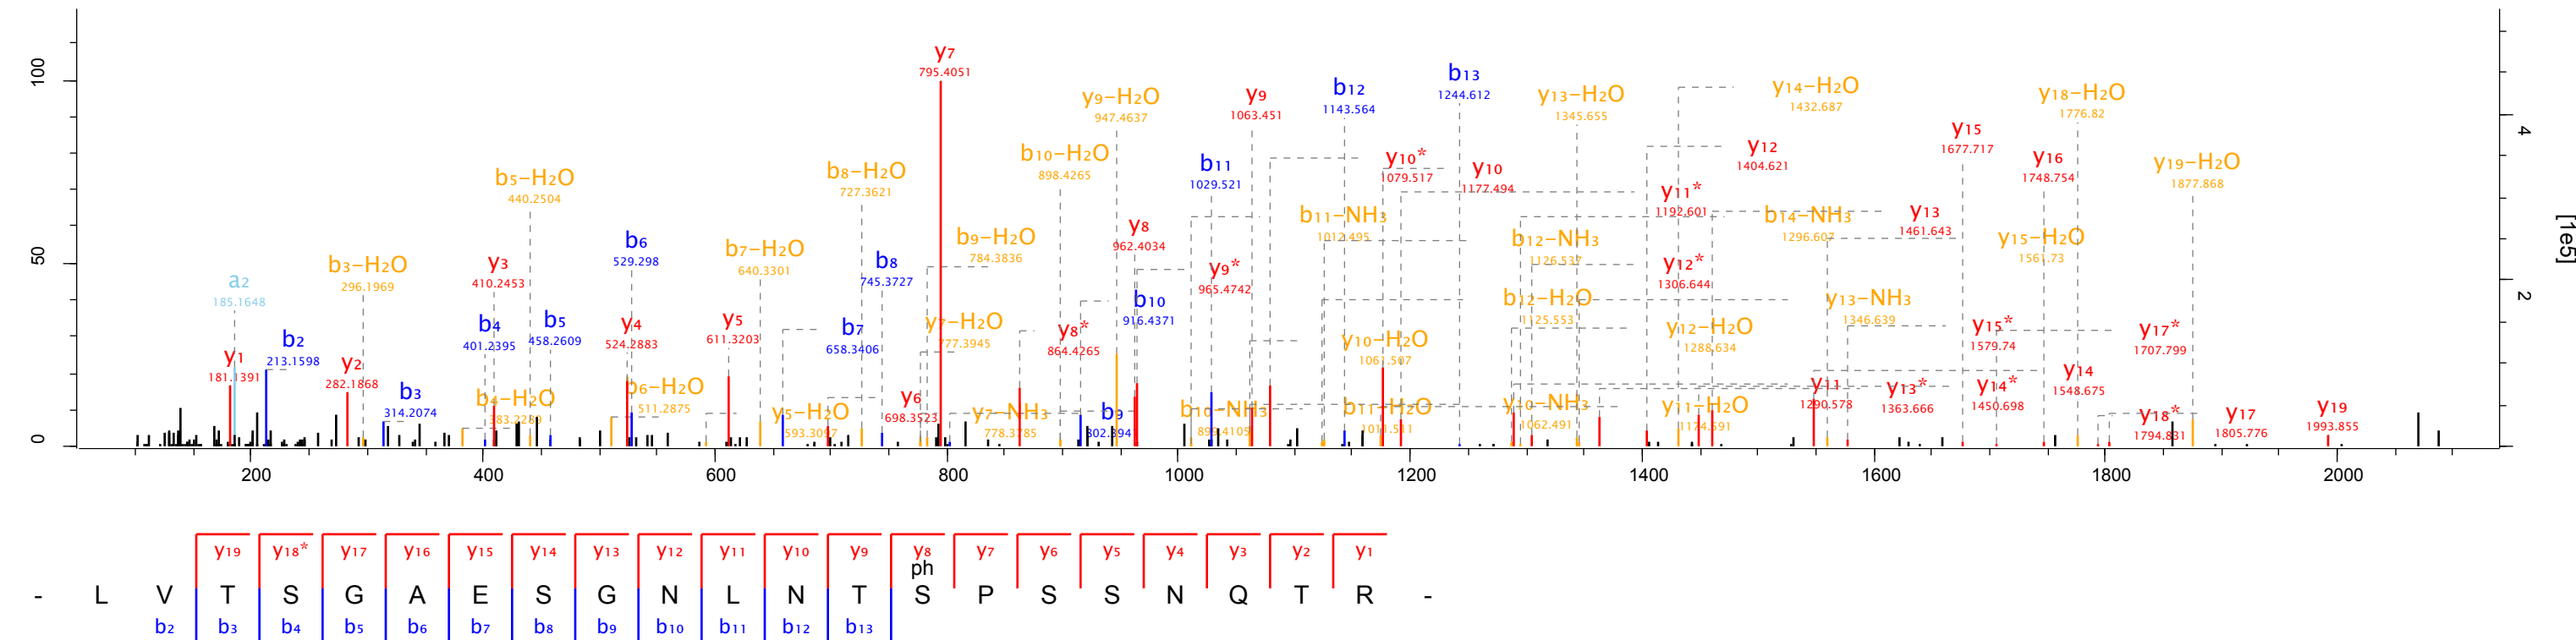 100
50
0
4
2
[1e5]
y7
795.4051
b13
1244.612
b12
1143.564
y9
1063.451
y9-H2O
947.4637
y13-H2O
1345.655
y14-H2O
1432.687
y18-H2O
1776.82
y15
1677.717
y12
1404.621
y16
1748.754
y19-H2O
1877.868
b10-H2O
898.4265
b11
1029.521
y10*
1079.517
y10
1177.494
b8-H2O
727.3621
b5-H2O
440.2504
y11*
1192.601
y13
1461.643
b11-NH3
1012.495
b14-NH3
1296.607
y8
962.4034
b12-NH3
1126.537
y15-H2O
1561.73
b9-H2O
784.3836
b6
529.298
b7-H2O
640.3301
b8
745.3727
b3-H2O
296.1969
y3
410.2453
y9*
965.4742
y12*
1306.644
a2
185.1648
b10
916.4371
b12-H2O
1125.553
y13-NH3
1346.639
b4
401.2395
b5
458.2609
y4
524.2883
y5
611.3203
b7
658.3406
y7-H2O
777.3945
y8*
864.4265
y12-H2O
1288.634
y15*
1579.74
y17*
1707.799
y10-H2O
y1
181.1391
b2
213.1598
y2
282.1868
b3
314.2074
b4-H2O
b6-H2O
511.2875
y5-H2O
y6
698.3523
y7-NH3
778.3785
b9
b10-NH3
b11-H2O
y10-NH3
1062.491
y11-H2O
y11
1290.578
y13*
1363.666
y14*
1450.698
y14
1548.675
y18*
1794.831
y17
1805.776
y19
1993.855
200 400 600 800 1000 1200 1400 1600 1800 2000
y19 y18* y17 y16 y15 y14 y13 y12 y11 y10 y9 y8 y7 y6 y5 y4 y3 y2 y1
ph
- L V T S G A E S G N L N T S P S S N Q T R -
b2 b3 b4 b5 b6 b7 b8 b9 b10 b11 b12 b13